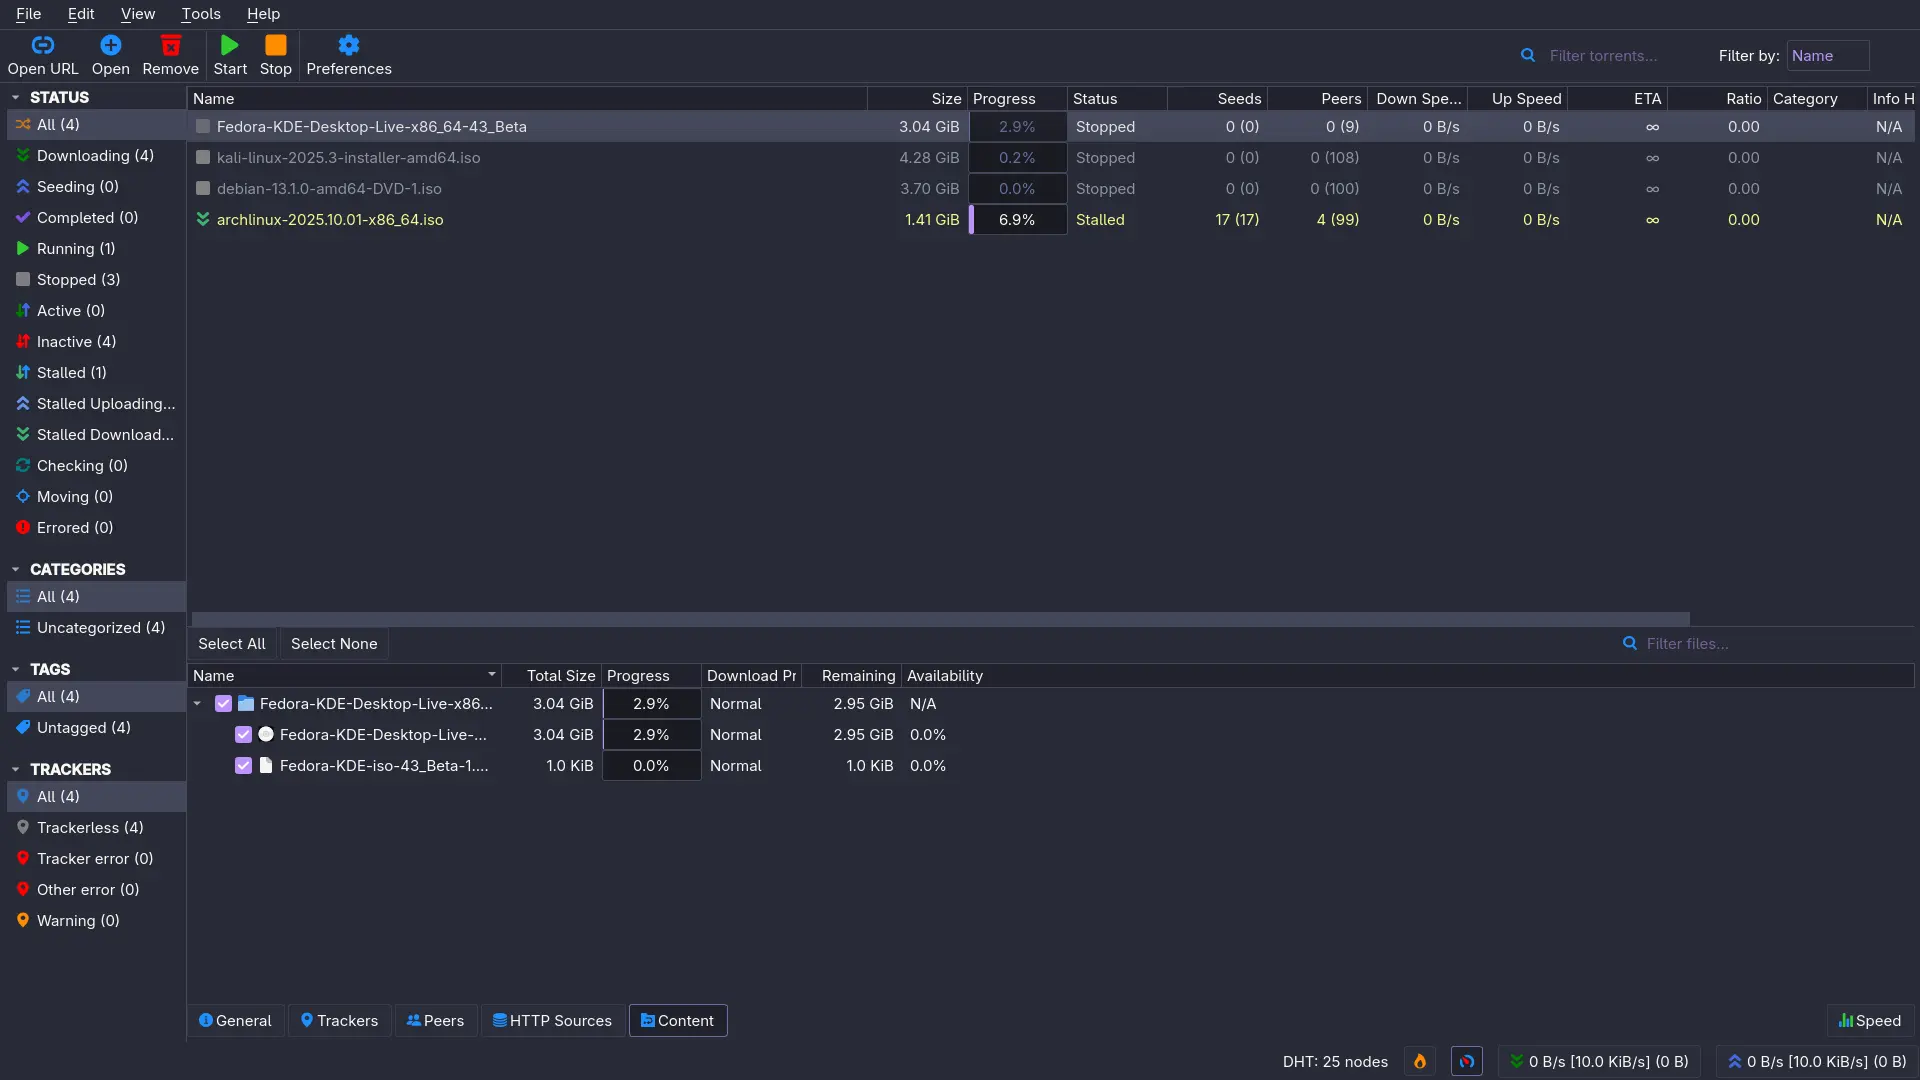 File Edit View Tools Help
Open URL Open Remove Start Stop Preferences Filter torrents... Filter by: Name
STATUS
All (4)
Downloading (4)
Seeding (0)
Completed (0)
Running (1)
Stopped (3)
Active (0)
Inactive (4)
Stalled (1)
Stalled Uploading...
Stalled Download...
Checking (0)
Moving (0)
Errored (0)
CATEGORIES
All (4)
Uncategorized (4)
TAGS
All (4)
Untagged (4)
TRACKERS
All (4)
Trackerless (4)
Tracker error (0)
Other error (0)
Warning (0)
Name Size Progress Status Seeds Peers Down Spe... Up Speed ETA Ratio Category Info H
Fedora-KDE-Desktop-Live-x86_64-43_Beta 3.04 GiB 2.9% Stopped 0 (0) 0 (9) 0 B/s 0 B/s ∞ 0.00 N/A
kali-linux-2025.3-installer-amd64.iso 4.28 GiB 0.2% Stopped 0 (0) 0 (108) 0 B/s 0 B/s ∞ 0.00 N/A
debian-13.1.0-amd64-DVD-1.iso 3.70 GiB 0.0% Stopped 0 (0) 0 (100) 0 B/s 0 B/s ∞ 0.00 N/A
archlinux-2025.10.01-x86_64.iso 1.41 GiB 6.9% Stalled 17 (17) 4 (99) 0 B/s 0 B/s ∞ 0.00 N/A
Select All Select None Filter files...
Name Total Size Progress Download Pr Remaining Availability
Fedora-KDE-Desktop-Live-x86... 3.04 GiB 2.9% Normal 2.95 GiB N/A
Fedora-KDE-Desktop-Live-... 3.04 GiB 2.9% Normal 2.95 GiB 0.0%
Fedora-KDE-iso-43_Beta-1.... 1.0 KiB 0.0% Normal 1.0 KiB 0.0%
General Trackers Peers HTTP Sources Content Speed
DHT: 25 nodes 0 B/s [10.0 KiB/s] (0 B) 0 B/s [10.0 KiB/s] (0 B)